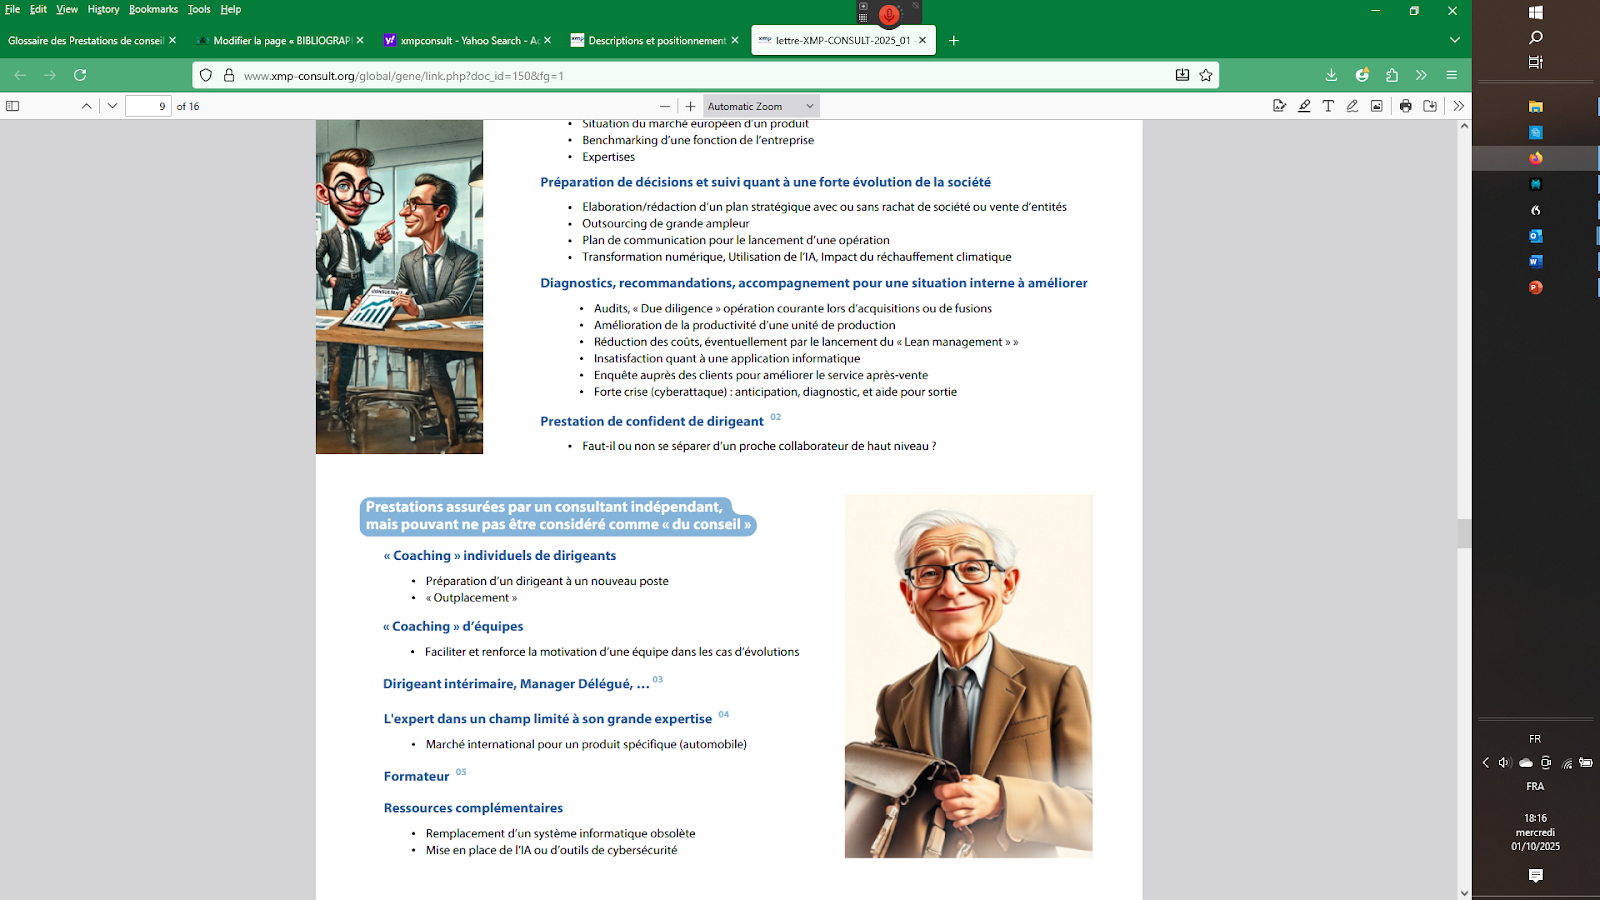 File Edit View History Bookmarks Tools Help
Glossaire des Prestations de conseil
Modifier la page « BIBLIOGRAP
xmpconsult - Yahoo Search - Ac
Descriptions et positionnement
lettre-XMP-CONSULT-2025_01
www.xmp-consult.org/global/gene/link.php?doc_id=150&fg=1
9 of 16
Automatic Zoom
• Situation du marché européen d'un produit
• Benchmarking d'une fonction de l'entreprise
• Expertises
Préparation de décisions et suivi quant à une forte évolution de la société
• Elaboration/rédaction d'un plan stratégique avec ou sans rachat de société ou vente d'entités
• Outsourcing de grande ampleur
• Plan de communication pour le lancement d'une opération
• Transformation numérique, Utilisation de l'IA, Impact du réchauffement climatique
Diagnostics, recommandations, accompagnement pour une situation interne à améliorer
• Audits, « Due diligence » opération courante lors d'acquisitions ou de fusions
• Amélioration de la productivité d'une unité de production
• Réduction des coûts, éventuellement par le lancement du « Lean management » »
• Insatisfaction quant à une application informatique
• Enquête auprès des clients pour améliorer le service après-vente
• Forte crise (cyberattaque) : anticipation, diagnostic, et aide pour sortie
Prestation de confident de dirigeant 02
• Faut-il ou non se séparer d'un proche collaborateur de haut niveau ?
CONSULTANT
Prestations assurées par un consultant indépendant,
mais pouvant ne pas être considéré comme « du conseil »
« Coaching » individuels de dirigeants
• Préparation d'un dirigeant à un nouveau poste
• « Outplacement »
« Coaching » d'équipes
• Faciliter et renforce la motivation d'une équipe dans les cas d'évolutions
Dirigeant intérimaire, Manager Délégué, ... 03
L'expert dans un champ limité à son grande expertise 04
• Marché international pour un produit spécifique (automobile)
Formateur 05
Ressources complémentaires
• Remplacement d'un système informatique obsolète
• Mise en place de l'IA ou d'outils de cybersécurité
FR
FRA
18:16
mercredi
01/10/2025